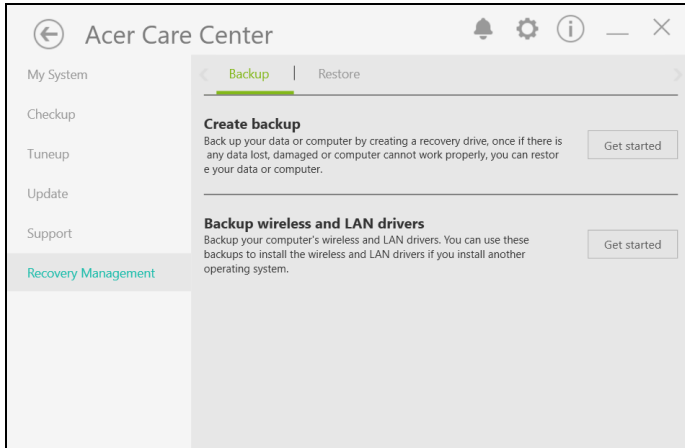 Acer Care Center
My System
Checkup
Tuneup
Update
Support
Recovery Management
Backup | Restore
Create backup
Back up your data or computer by creating a recovery drive, once if there is
any data lost, damaged or computer cannot work properly, you can restor
e your data or computer.
Get started
Backup wireless and LAN drivers
Backup your computer's wireless and LAN drivers. You can use these
backups to install the wireless and LAN drivers if you install another
operating system.
Get started